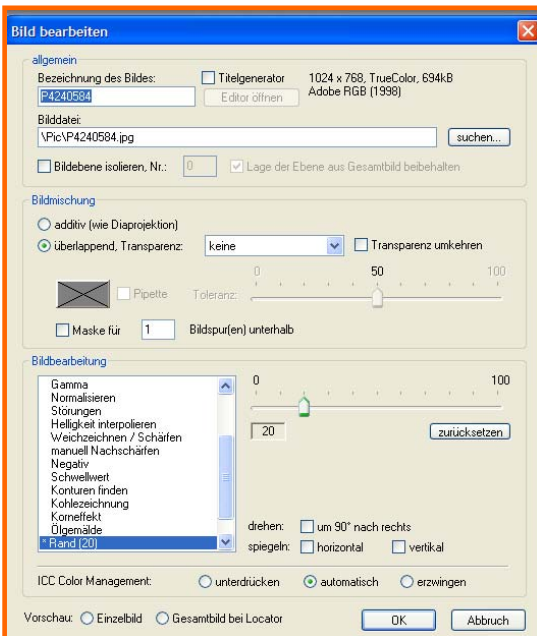 Bild bearbeiten
allgemein
Bezeichnung des Bildes:
Titelgenerator
1024 x 768, TrueColor, 694kB
P4240584
Editor öffnen
Adobe RGB (1998)
Bilddatei:
\Pic\P4240584.jpg
suchen...
Bildebene isolieren, Nr.: 0 Lage der Ebene aus Gesamtbild beibehalten
Bildmischung
additiv (wie Diaprojektion)
überlappend, Transparenz: keine Transparenz umkehren
0 50 100
Pipette Toleranz:
Maske für 1 Bildspur(en) unterhalb
Bildbearbeitung
Gamma
Normalisieren
Störungen
Helligkeit interpolieren
Weichzeichnen / Schärfen
manuell Nachschärfen
Negativ
Schwellwert
Konturen finden
Kohlezeichnung
Korneffekt
Ölgemälde
* Rand (20)
0 100
20 zurücksetzen
drehen: um 90° nach rechts
spiegeln: horizontal vertikal
ICC Color Management: unterdrücken automatisch erzwingen
Vorschau: Einzelbild Gesamtbild bei Locator OK Abbruch